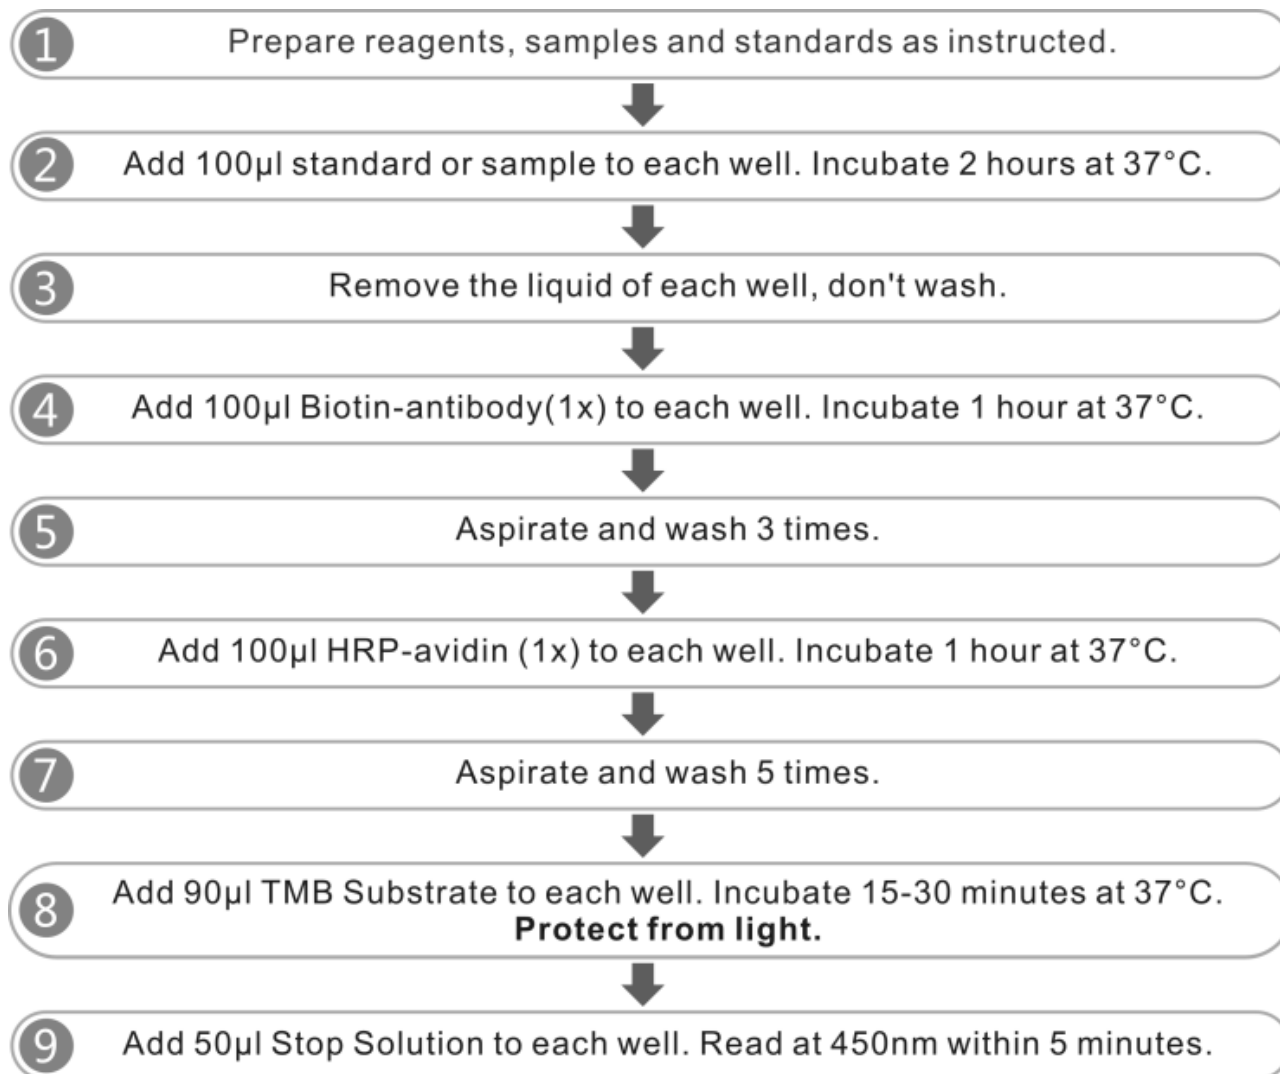 1 Prepare reagents, samples and standards as instructed.
2 Add 100µl standard or sample to each well. Incubate 2 hours at 37°C.
3 Remove the liquid of each well, don't wash.
4 Add 100µl Biotin-antibody(1x) to each well. Incubate 1 hour at 37°C.
5 Aspirate and wash 3 times.
6 Add 100µl HRP-avidin (1x) to each well. Incubate 1 hour at 37°C.
7 Aspirate and wash 5 times.
8 Add 90µl TMB Substrate to each well. Incubate 15-30 minutes at 37°C.
Protect from light.
9 Add 50µl Stop Solution to each well. Read at 450nm within 5 minutes.